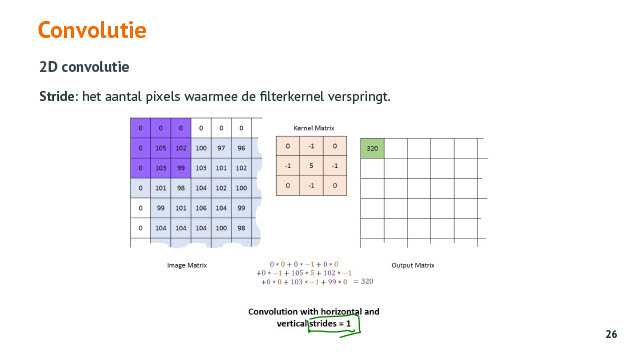 Convolutie
2D convolutie
Stride: het aantal pixels waarmee de filterkernel verspringt.
Kernel Matrix
0 0 0 0 0 0
0 105 102 100 97 96
0 103 99 103 101 102
0 101 98 104 102 100
0 99 101 106 104 99
0 104 104 104 100 98
0 -1 0
-1 5 -1
0 -1 0
320
Image Matrix
Output Matrix
0 * 0 + 0 * −1 + 0 * 0
+0 * −1 + 105 * 5 + 102 * −1
+0 * 0 + 103 * −1 + 99 * 0 = 320
Convolution with horizontal and
vertical strides = 1
26